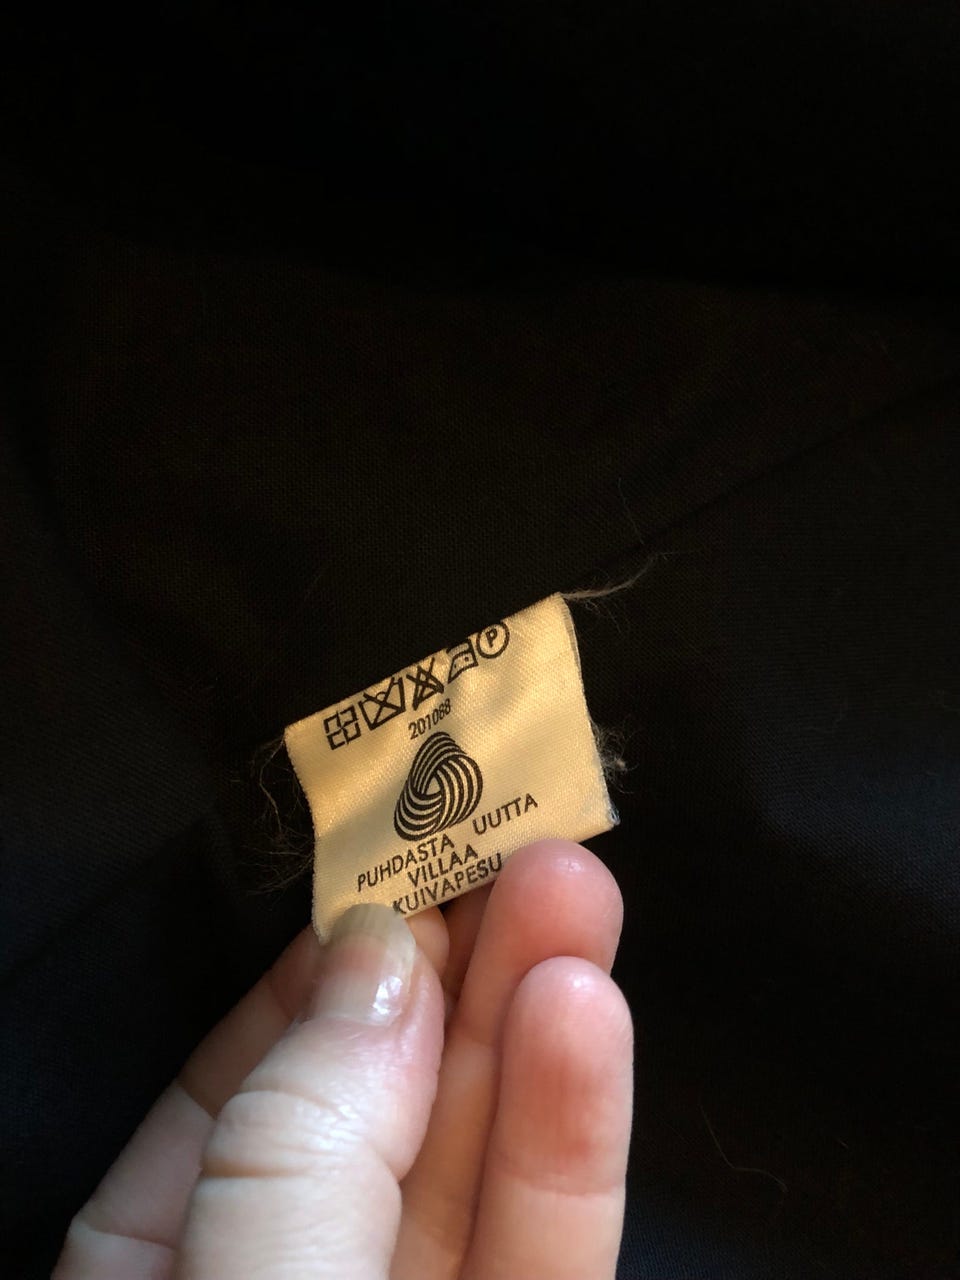 P
201088
PUHDASTA UUTTA
VILLAA
KUIVAPESU